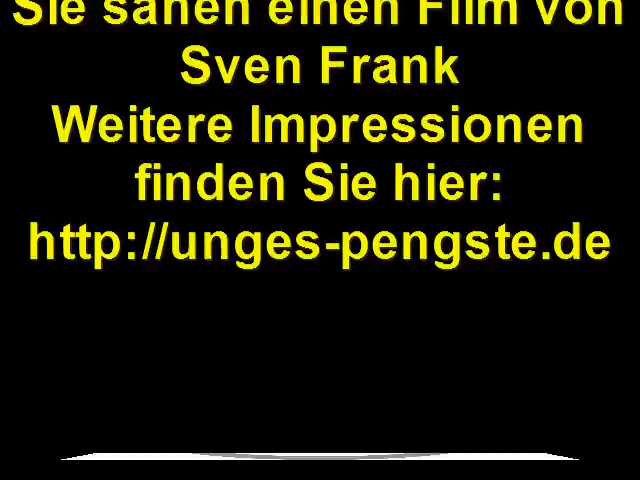 Sie sahen einen Film von
Sven Frank
Weitere Impressionen
finden Sie hier:
http://unges-pengste.de